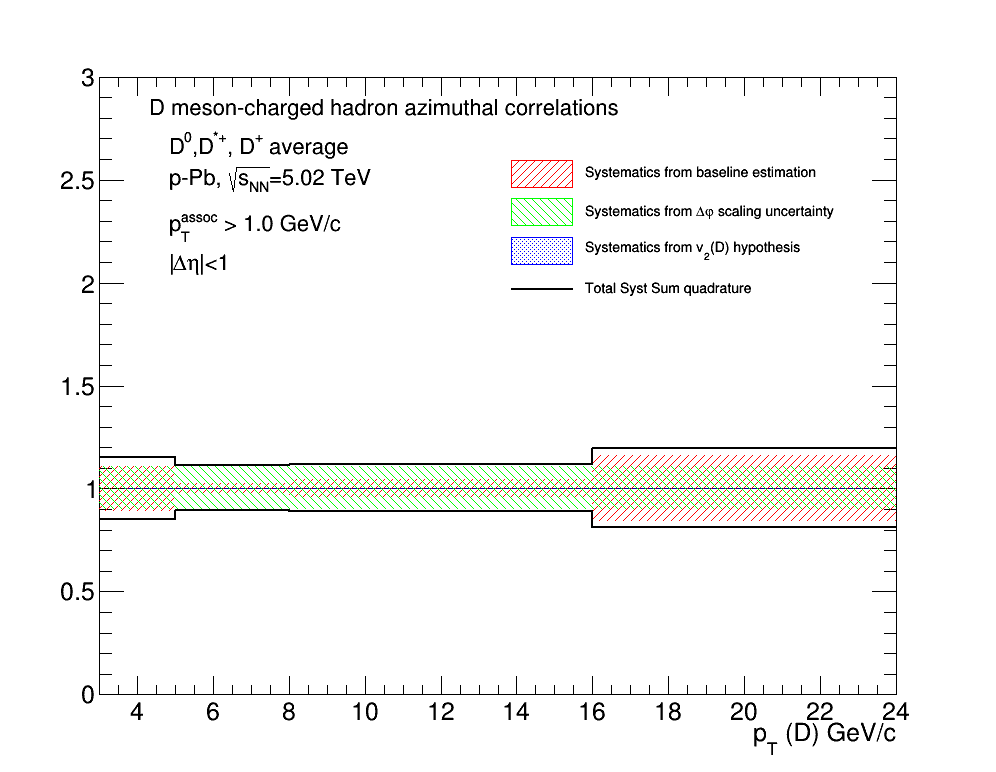 D meson-charged hadron azimuthal correlations
D⁰,D*⁺, D⁺ average
p-Pb, √sNN=5.02 TeV
pT^assoc > 1.0 GeV/c
|Δη|<1
Systematics from baseline estimation
Systematics from Δφ scaling uncertainty
Systematics from v₂(D) hypothesis
Total Syst Sum quadrature
3
2.5
2
1.5
1
0.5
0
4 6 8 10 12 14 16 18 20 22 24
pT (D) GeV/c